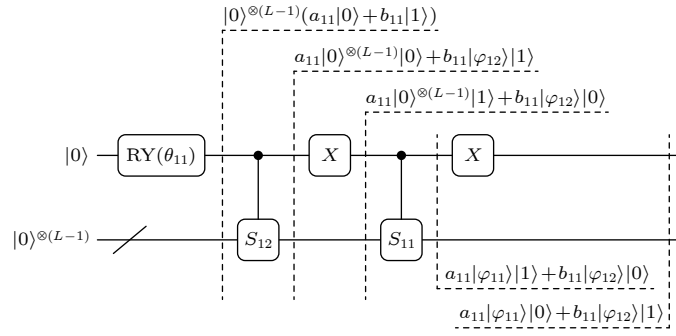 |0⟩^{⊗(L-1)}(a_{11}|0⟩+b_{11}|1⟩)
a_{11}|0⟩^{⊗(L-1)}|0⟩+b_{11}|φ_{12}⟩|1⟩
a_{11}|0⟩^{⊗(L-1)}|1⟩+b_{11}|φ_{12}⟩|0⟩
|0⟩ RY(θ_{11}) X X
|0⟩^{⊗(L-1)} S_{12} S_{11}
a_{11}|φ_{11}⟩|1⟩+b_{11}|φ_{12}⟩|0⟩
a_{11}|φ_{11}⟩|0⟩+b_{11}|φ_{12}⟩|1⟩